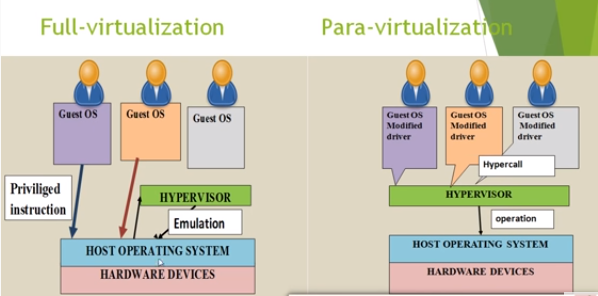 Full-virtualization
Guest OS
Guest OS
Guest OS
Priviliged
instruction
HYPERVISOR
Emulation
HOST OPERATING SYSTEM
HARDWARE DEVICES
Para-virtualization
Guest OS
Modified
driver
Guest OS
Modified
driver
Guest OS
Modified
driver
Hypercall
HYPERVISOR
operation
HOST OPERATING SYSTEM
HARDWARE DEVICES